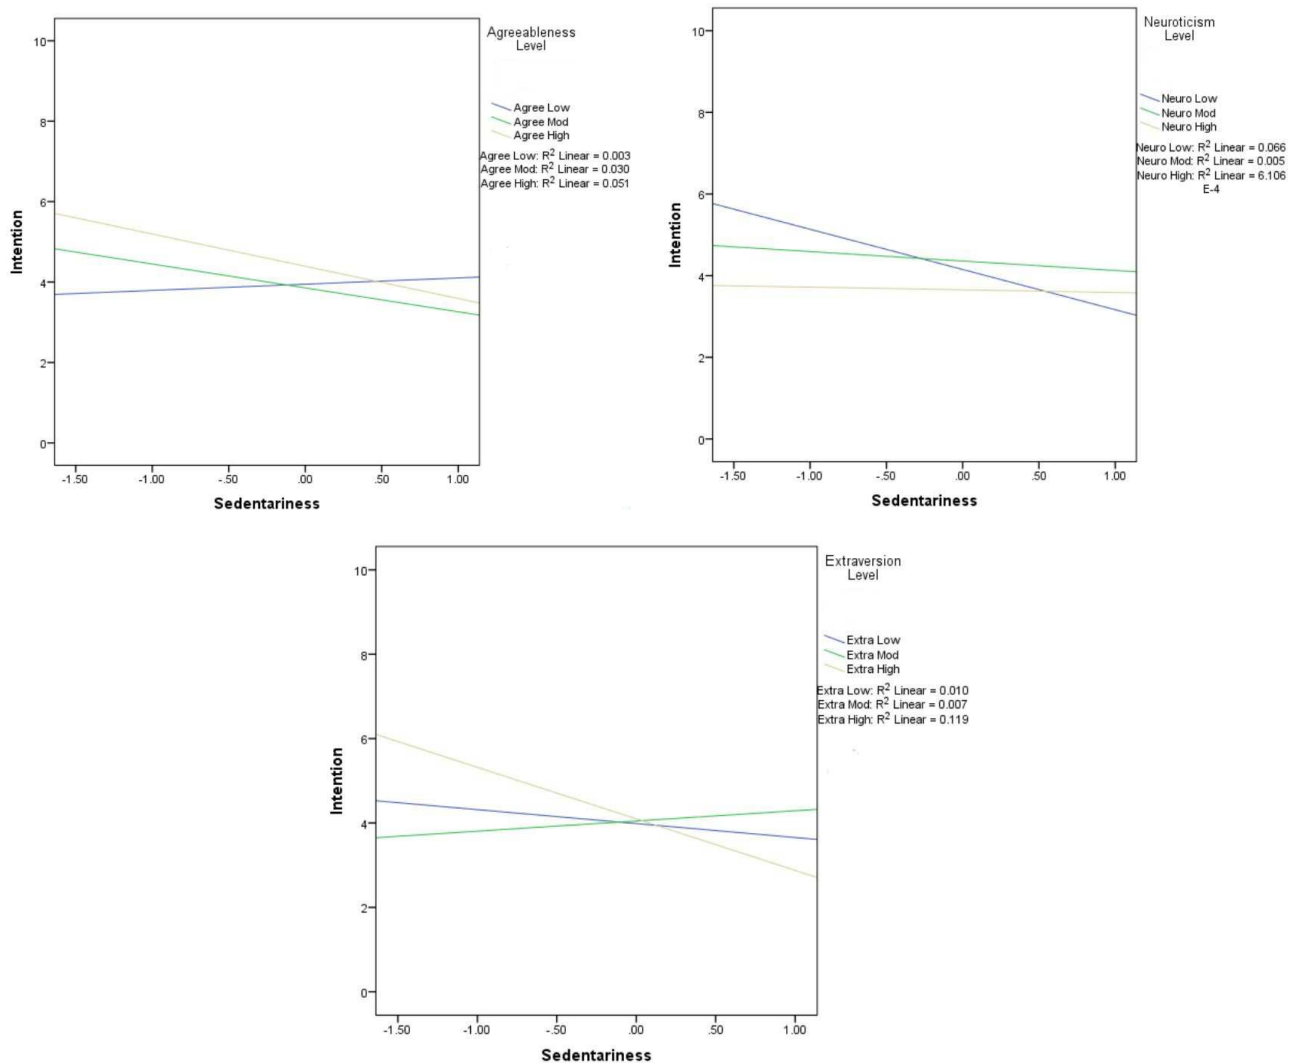 Agreeableness
Level
10
8
6
4
2
0
Intention
Agree Low
Agree Mod
Agree High
Agree Low: R2 Linear = 0.003
Agree Mod: R2 Linear = 0.030
Agree High: R2 Linear = 0.051
-1.50 -1.00 -.50 .00 .50 1.00
Sedentariness
Neuroticism
Level
10
8
6
4
2
0
Intention
Neuro Low
Neuro Mod
Neuro High
Neuro Low: R2 Linear = 0.066
Neuro Mod: R2 Linear = 0.005
Neuro High: R2 Linear = 6.106
E-4
-1.50 -1.00 -.50 .00 .50 1.00
Sedentariness
Extraversion
Level
10
8
6
4
2
0
Intention
Extra Low
Extra Mod
Extra High
Extra Low: R2 Linear = 0.010
Extra Mod: R2 Linear = 0.007
Extra High: R2 Linear = 0.119
-1.50 -1.00 -.50 .00 .50 1.00
Sedentariness